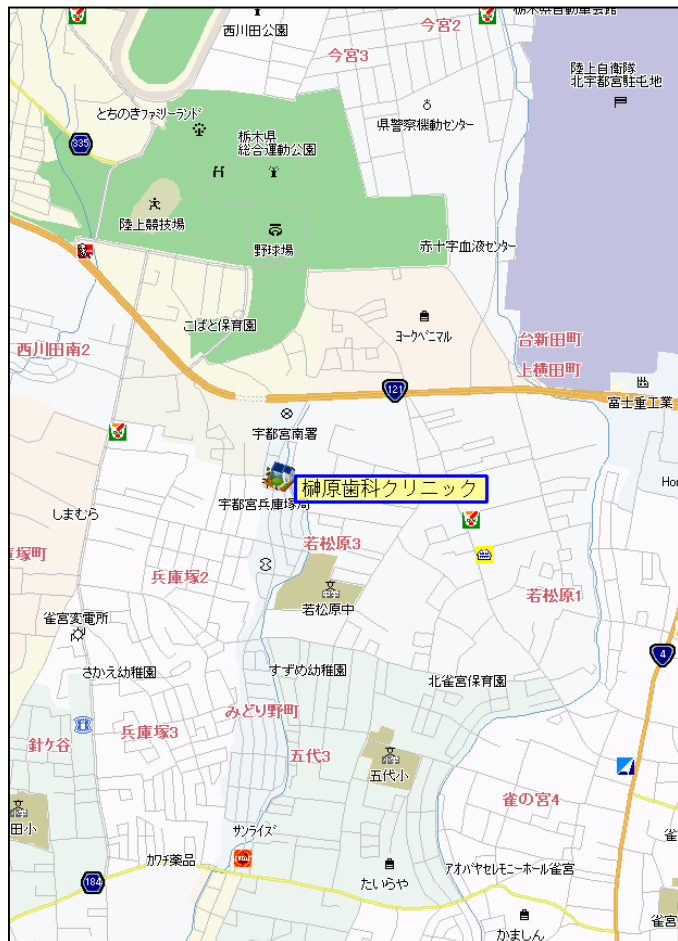 西川田公園
今宮3
今宮2
栃木県自動車会館
陸上自衛隊
北宇都宮駐屯地
とちのきファミリーランド
県警察機動センター
335
栃木県
総合運動公園
陸上競技場
野球場
赤十字血液センター
こばと保育園
ヨークベニマル
西川田南2
台新田町
上横田町
121
富士重工業
宇都宮南署
榊原歯科クリニック
宇都宮兵庫塚局
Hon
しまむら
若松原3
塚町
兵庫塚2
若松原中
若松原1
雀宮変電所
さかえ幼稚園
すずめ幼稚園
北雀宮保育園
4
みどり野町
針ケ谷
兵庫塚3
五代3
五代小
雀の宮4
田小
サンライズ
カワチ薬品
184
たいらや
アオバヤセレモニーホール雀宮
雀
雀宮
かましん